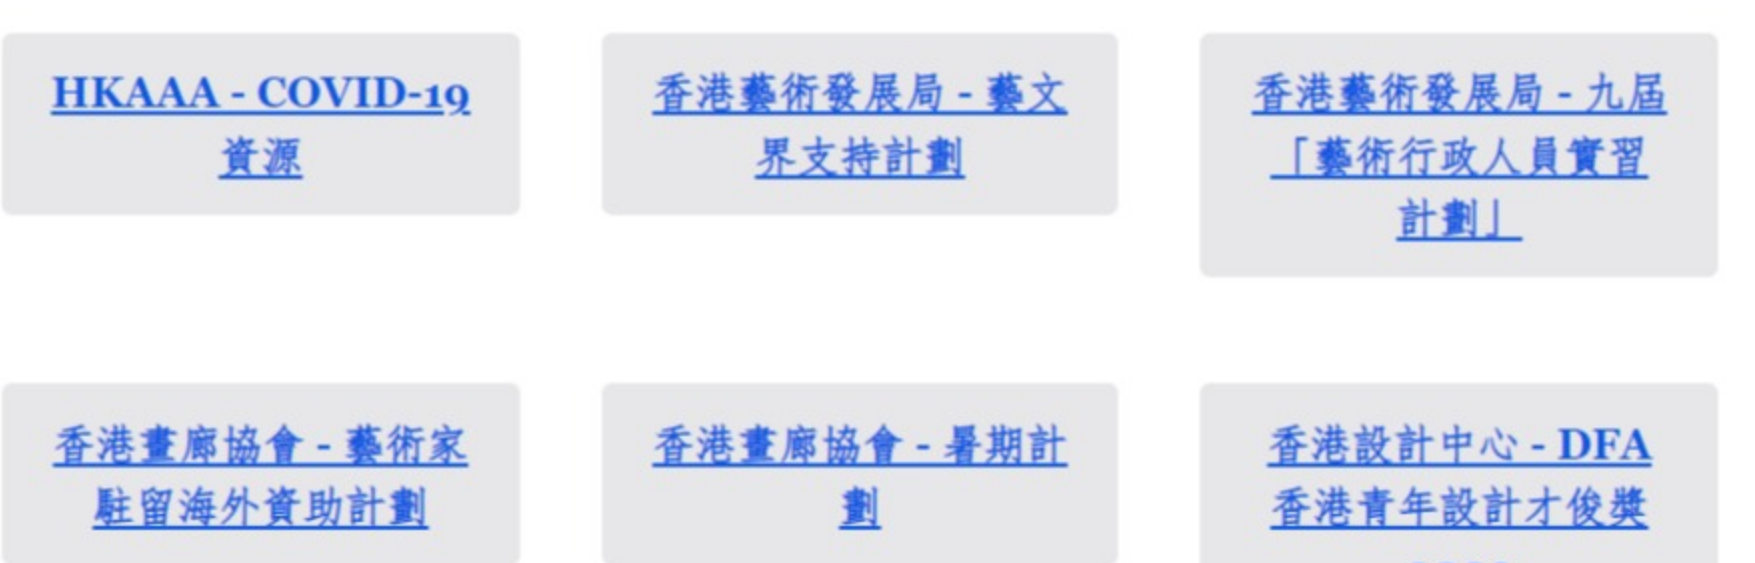 HKAAA - COVID-19
資源
香港藝術發展局 - 藝文
界支持計劃
香港藝術發展局 - 九屆
「藝術行政人員實習
計劃」
香港畫廊協會 - 藝術家
駐留海外資助計劃
香港畫廊協會 - 暑期計
劃
香港設計中心 - DFA
香港青年設計才俊獎